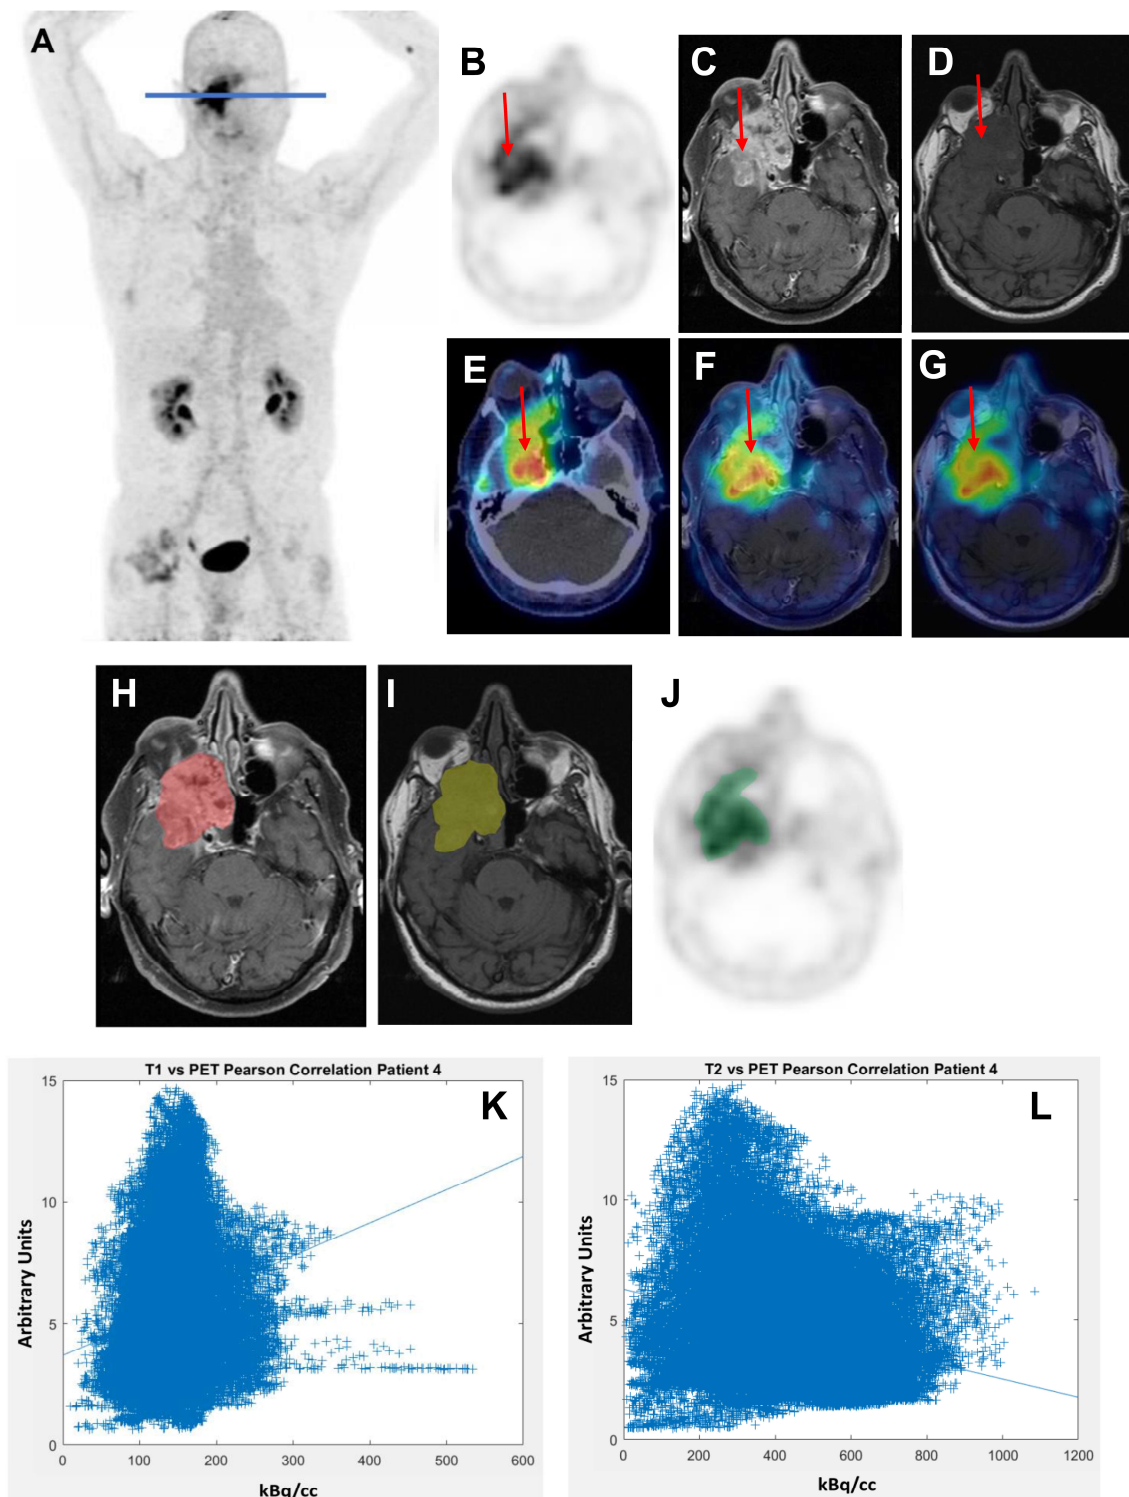 A
B
C
D
E
F
G
H
I
J
T1 vs PET Pearson Correlation Patient 4
K
15
10
5
0
Arbitrary Units
0 100 200 300 400 500 600
kBq/cc
T2 vs PET Pearson Correlation Patient 4
L
15
10
5
0
Arbitrary Units
0 200 400 600 800 1000 1200
kBq/cc